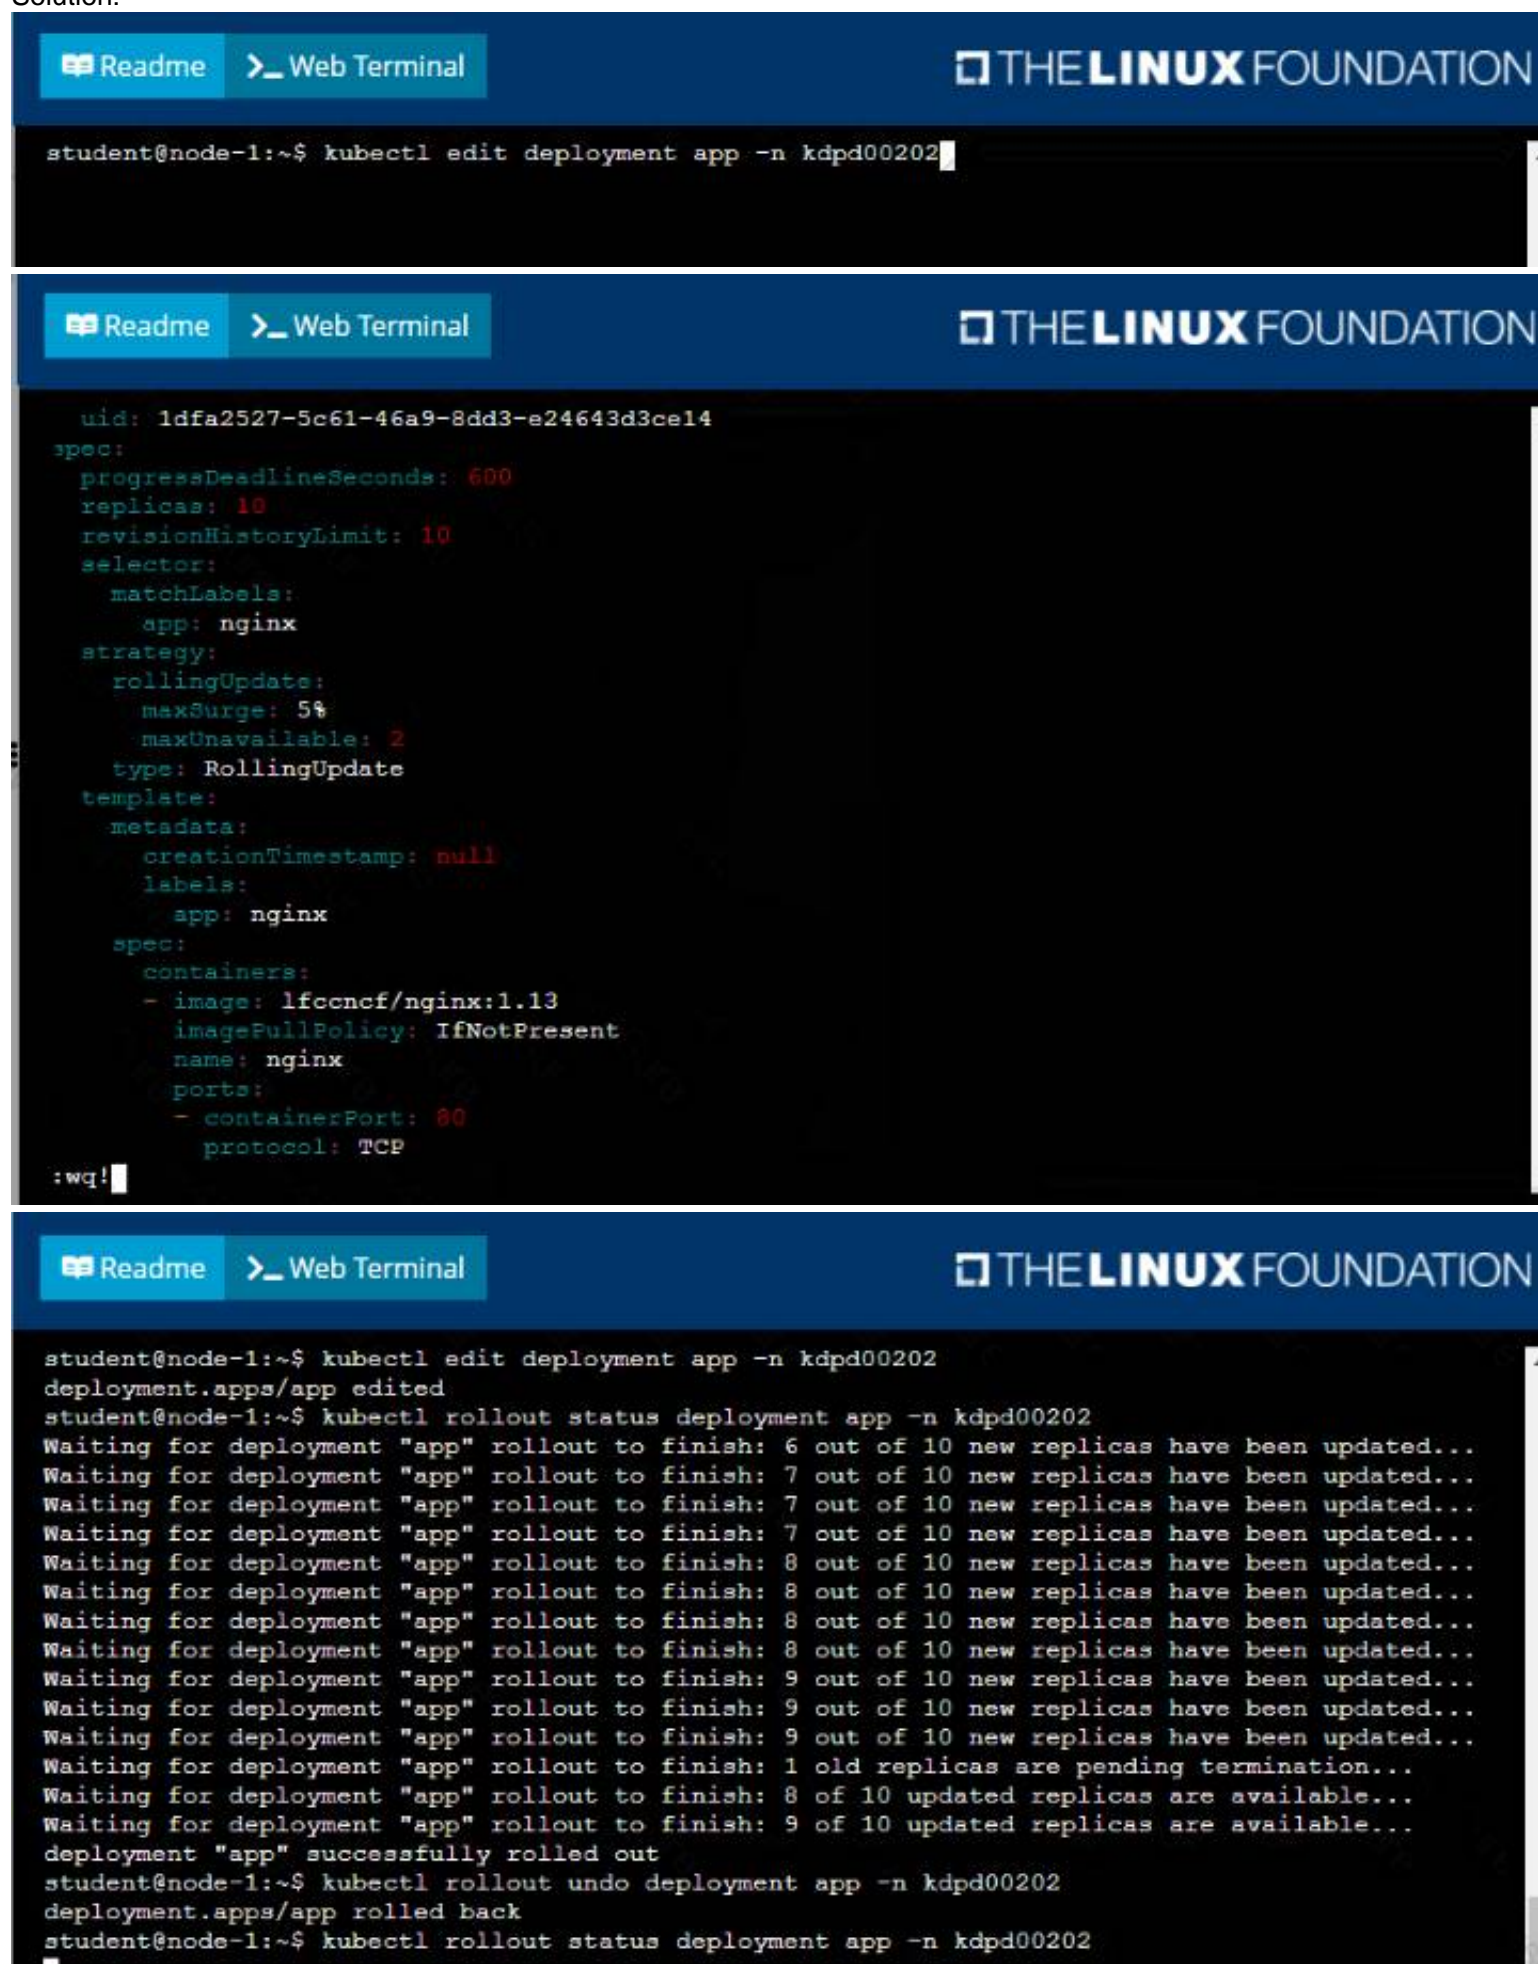 Solution:
Readme >_ Web Terminal THE LINUX FOUNDATION
student@node-1:~$ kubectl edit deployment app -n kdpd00202
Readme >_ Web Terminal THE LINUX FOUNDATION
  uid: 1dfa2527-5c61-46a9-8dd3-e24643d3ce14
spec:
  progressDeadlineSeconds: 600
  replicas: 10
  revisionHistoryLimit: 10
  selector:
    matchLabels:
      app: nginx
  strategy:
    rollingUpdate:
      maxSurge: 5%
      maxUnavailable: 2
    type: RollingUpdate
  template:
    metadata:
      creationTimestamp: null
      labels:
        app: nginx
    spec:
      containers:
      - image: lfccncf/nginx:1.13
        imagePullPolicy: IfNotPresent
        name: nginx
        ports:
        - containerPort: 80
          protocol: TCP
:wq!
Readme >_ Web Terminal THE LINUX FOUNDATION
student@node-1:~$ kubectl edit deployment app -n kdpd00202
deployment.apps/app edited
student@node-1:~$ kubectl rollout status deployment app -n kdpd00202
Waiting for deployment "app" rollout to finish: 6 out of 10 new replicas have been updated...
Waiting for deployment "app" rollout to finish: 7 out of 10 new replicas have been updated...
Waiting for deployment "app" rollout to finish: 7 out of 10 new replicas have been updated...
Waiting for deployment "app" rollout to finish: 7 out of 10 new replicas have been updated...
Waiting for deployment "app" rollout to finish: 8 out of 10 new replicas have been updated...
Waiting for deployment "app" rollout to finish: 8 out of 10 new replicas have been updated...
Waiting for deployment "app" rollout to finish: 8 out of 10 new replicas have been updated...
Waiting for deployment "app" rollout to finish: 8 out of 10 new replicas have been updated...
Waiting for deployment "app" rollout to finish: 9 out of 10 new replicas have been updated...
Waiting for deployment "app" rollout to finish: 9 out of 10 new replicas have been updated...
Waiting for deployment "app" rollout to finish: 9 out of 10 new replicas have been updated...
Waiting for deployment "app" rollout to finish: 1 old replicas are pending termination...
Waiting for deployment "app" rollout to finish: 8 of 10 updated replicas are available...
Waiting for deployment "app" rollout to finish: 9 of 10 updated replicas are available...
deployment "app" successfully rolled out
student@node-1:~$ kubectl rollout undo deployment app -n kdpd00202
deployment.apps/app rolled back
student@node-1:~$ kubectl rollout status deployment app -n kdpd00202